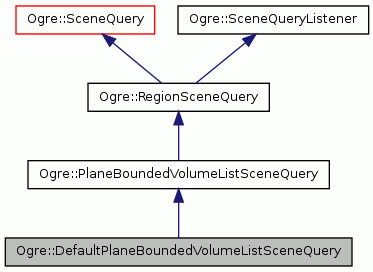 Ogre::SceneQuery
Ogre::SceneQueryListener
Ogre::RegionSceneQuery
Ogre::PlaneBoundedVolumeListSceneQuery
Ogre::DefaultPlaneBoundedVolumeListSceneQuery